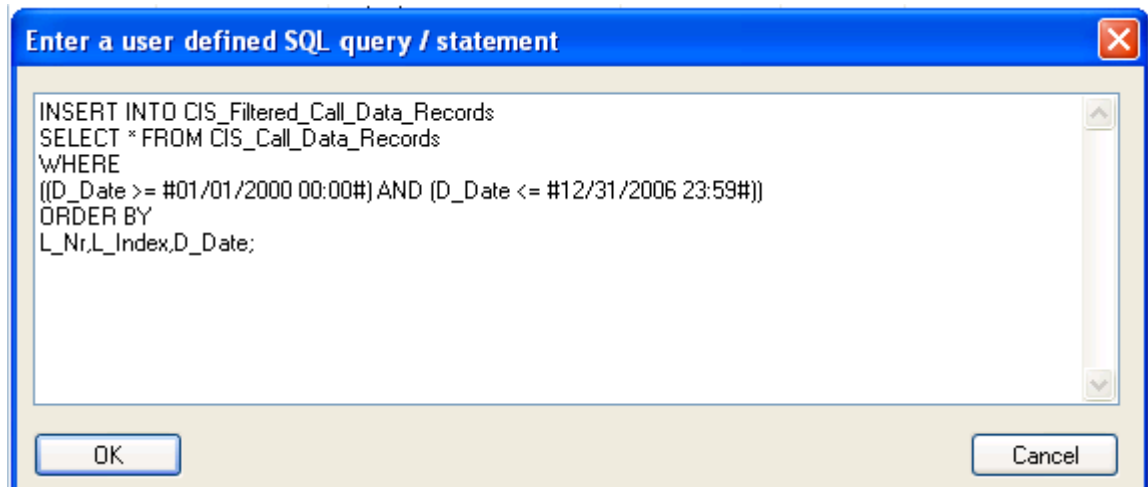 Enter a user defined SQL query / statement
INSERT INTO CIS_Filtered_Call_Data_Records
SELECT * FROM CIS_Call_Data_Records
WHERE
((D_Date >= #01/01/2000 00:00#) AND (D_Date <= #12/31/2006 23:59#))
ORDER BY
L_Nr,L_Index,D_Date;
OK
Cancel